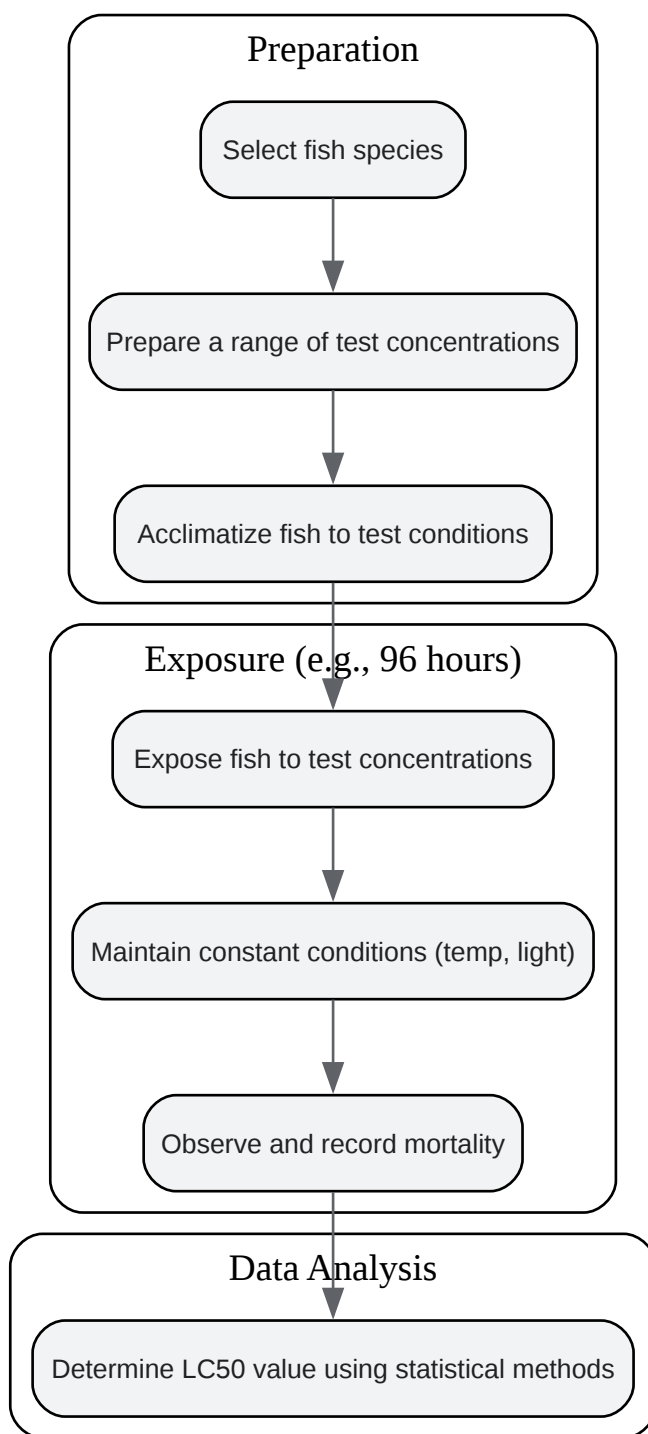 Preparation
Select fish species
Prepare a range of test concentrations
Acclimatize fish to test conditions
Exposure (e.g., 96 hours)
Expose fish to test concentrations
Maintain constant conditions (temp, light)
Observe and record mortality
Data Analysis
Determine LC50 value using statistical methods